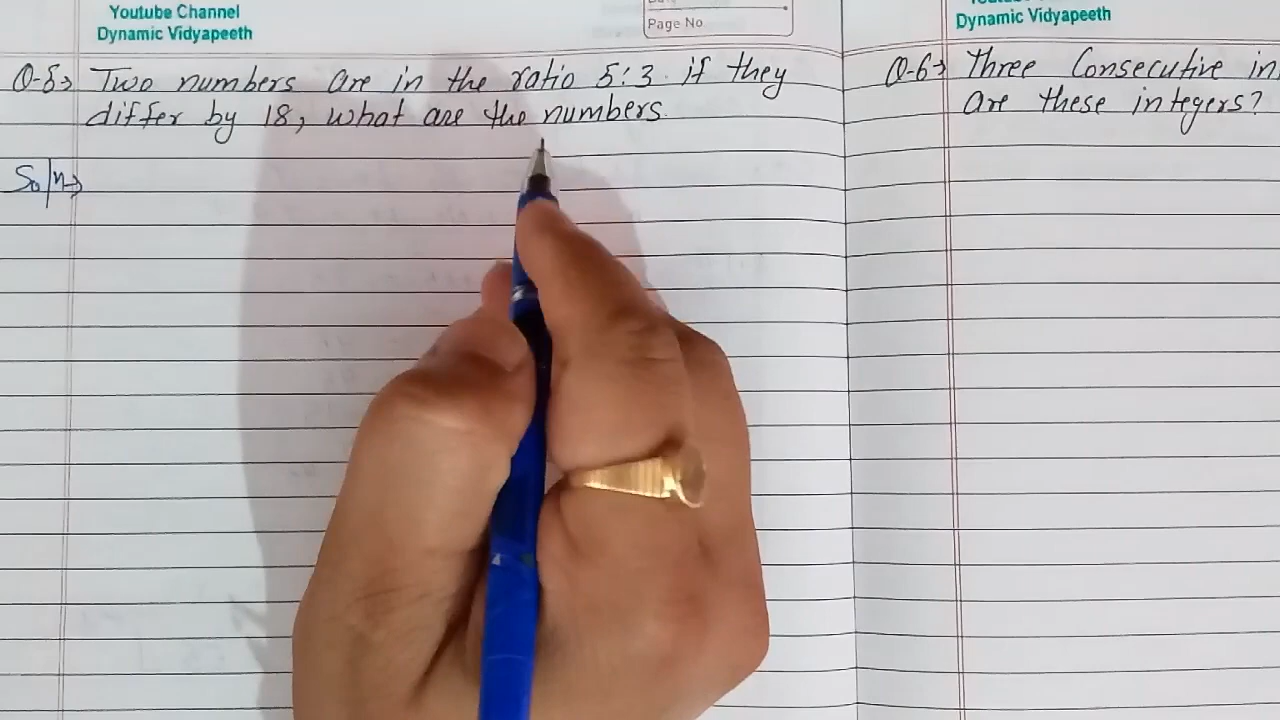 Youtube Channel
Dynamic Vidyapeeth
Page No
Q-5→ Two numbers are in the ratio 5:3. if they
differ by 18, what are the numbers.
Soln→
Dynamic Vidyapeeth
Q-6→ Three Consecutive in
are these integers?